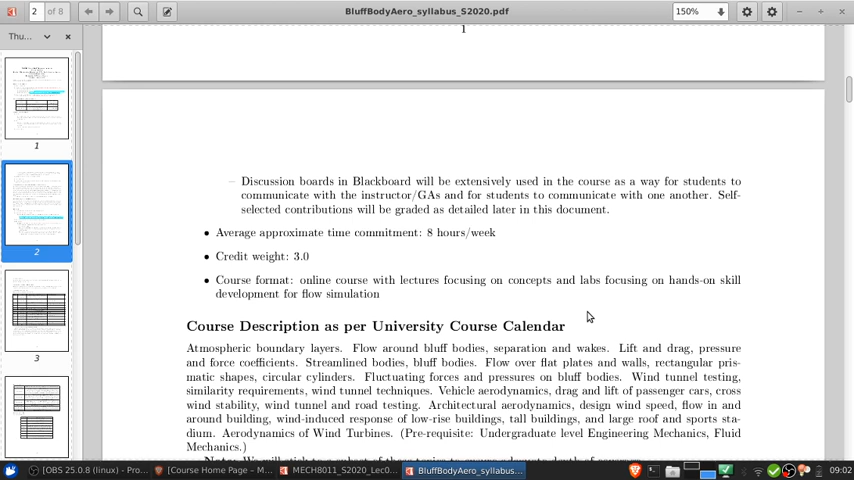 2 of 8
BluffBodyAero_syllabus_S2020.pdf
150%
Thu...
1
1
2
3
– Discussion boards in Blackboard will be extensively used in the course as a way for students to
communicate with the instructor/GAs and for students to communicate with one another. Self-
selected contributions will be graded as detailed later in this document.
• Average approximate time commitment: 8 hours/week
• Credit weight: 3.0
• Course format: online course with lectures focusing on concepts and labs focusing on hands-on skill
development for flow simulation
Course Description as per University Course Calendar
Atmospheric boundary layers. Flow around bluff bodies, separation and wakes. Lift and drag, pressure
and force coefficients. Streamlined bodies, bluff bodies. Flow over flat plates and walls, rectangular pris-
matic shapes, circular cylinders. Fluctuating forces and pressures on bluff bodies. Wind tunnel testing,
similarity requirements, wind tunnel techniques. Vehicle aerodynamics, drag and lift of passenger cars, cross
wind stability, wind tunnel and road testing. Architectural aerodynamics, design wind speed, flow in and
around building, wind-induced response of low-rise buildings, tall buildings, and large roof and sports sta-
dium. Aerodynamics of Wind Turbines. (Pre-requisite: Undergraduate level Engineering Mechanics, Fluid
Mechanics.)
[OBS 25.0.8 (linux) - Pro...
[Course Home Page – M...
MECH8011_S2020_Lec0...
BluffBodyAero_syllabus...
09:02